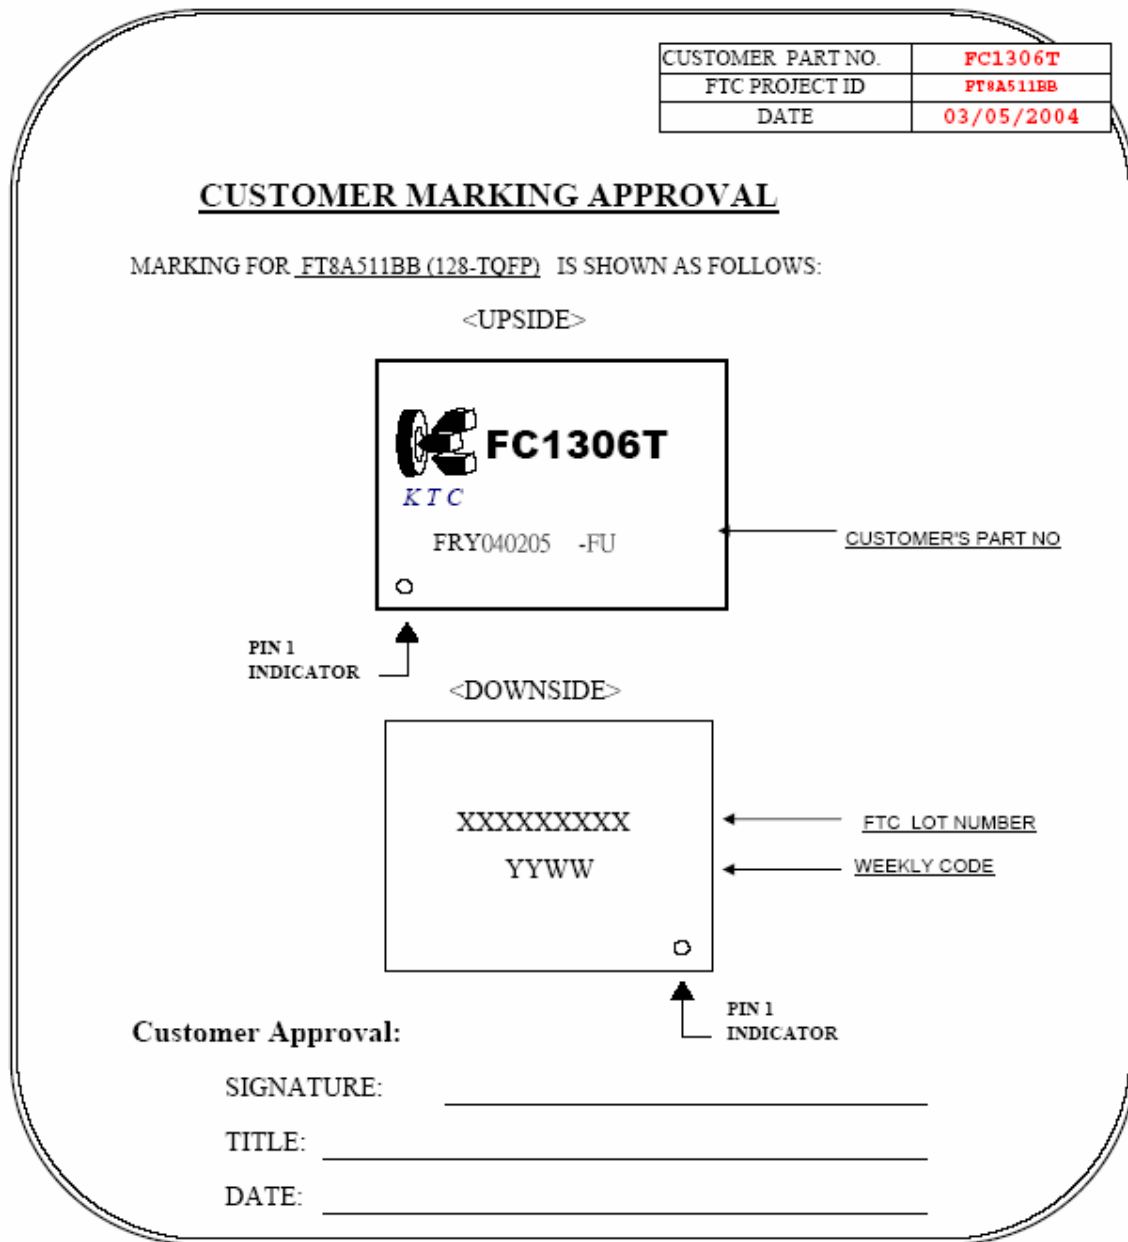 CUSTOMER PART NO. FC1306T
FTC PROJECT ID FT8A511BB
DATE 03/05/2004
CUSTOMER MARKING APPROVAL
MARKING FOR FT8A511BB (128-TQFP) IS SHOWN AS FOLLOWS:
<UPSIDE>
FC1306T
KTC
FRY040205 -FU
CUSTOMER'S PART NO
PIN 1
INDICATOR
<DOWNSIDE>
XXXXXXXXX
FTC LOT NUMBER
YYWW
WEEKLY CODE
PIN 1
INDICATOR
Customer Approval:
SIGNATURE:
TITLE:
DATE: